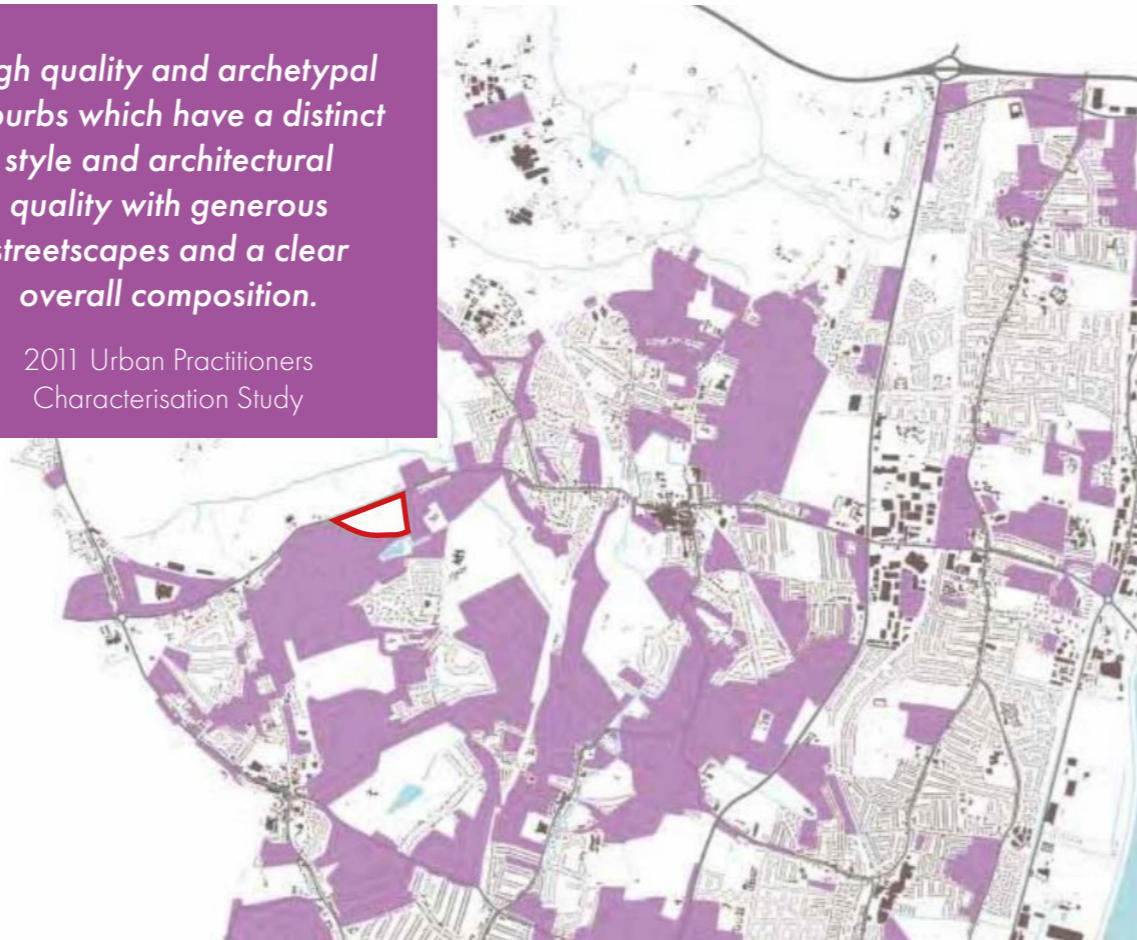 gh quality and archetypal
burbs which have a distinct
style and architectural
quality with generous
streetscapes and a clear
overall composition.
2011 Urban Practitioners
Characterisation Study